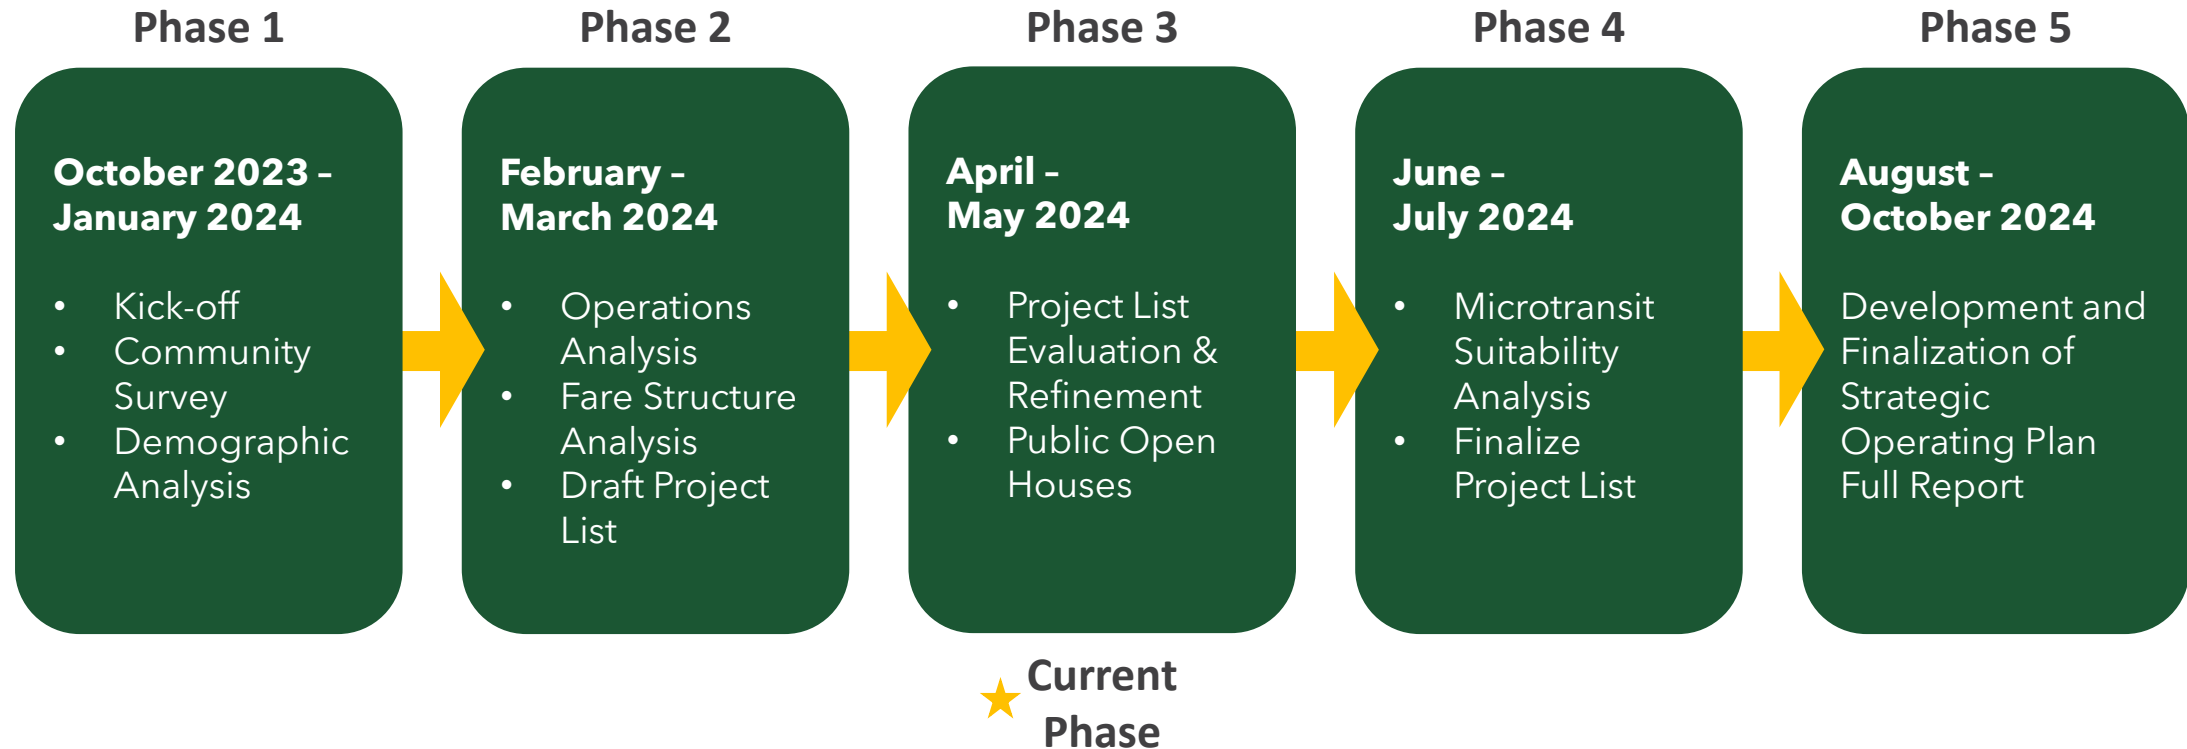 Phase 1
October 2023 –
January 2024
• Kick-off
• Community
Survey
• Demographic
Analysis
Phase 2
February –
March 2024
• Operations
Analysis
• Fare Structure
Analysis
• Draft Project
List
Phase 3
April –
May 2024
• Project List
Evaluation &
Refinement
• Public Open
Houses
Phase 4
June –
July 2024
• Microtransit
Suitability
Analysis
• Finalize
Project List
Phase 5
August –
October 2024
Development and
Finalization of
Strategic
Operating Plan
Full Report
Current
Phase